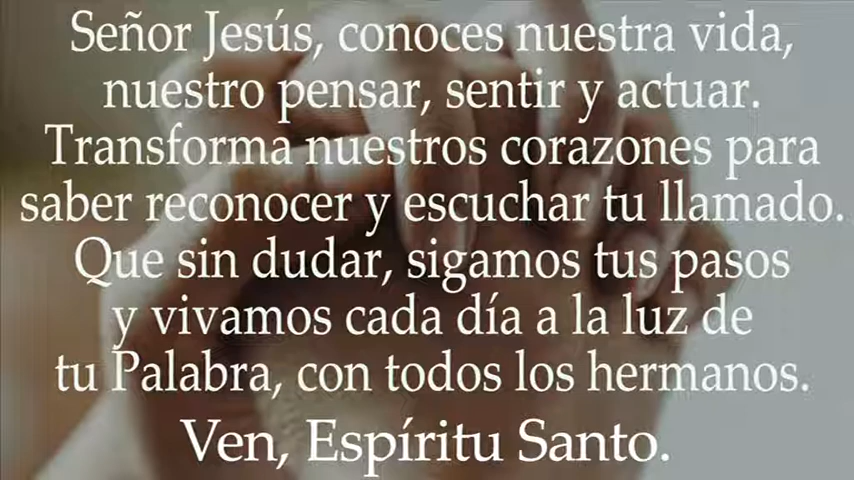 Señor Jesús, conoces nuestra vida,
nuestro pensar, sentir y actuar.
Transforma nuestros corazones para
saber reconocer y escuchar tu llamado.
Que sin dudar, sigamos tus pasos
y vivamos cada día a la luz de
tu Palabra, con todos los hermanos.
Ven, Espíritu Santo.